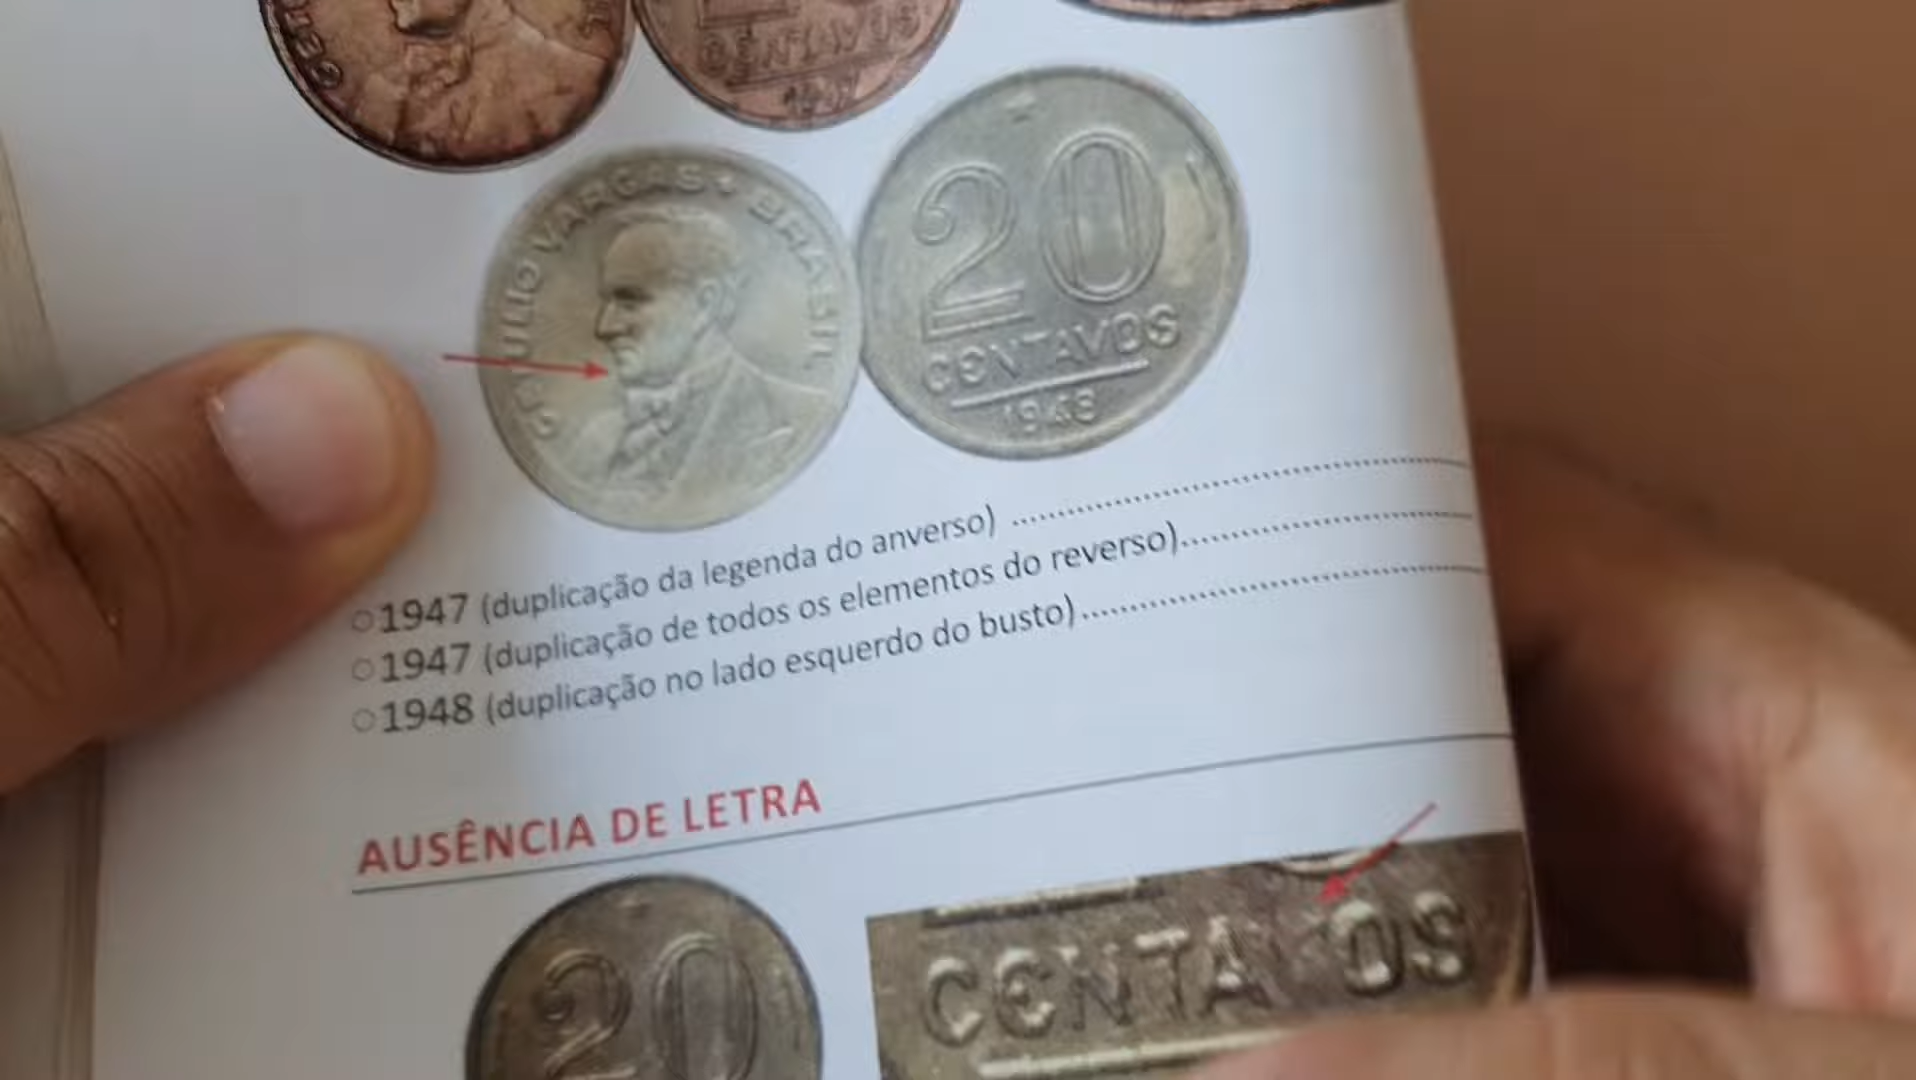 CENTAVOS
GETULIO VARGAS • BRASIL
20
CENTAVOS
1948
○1947 (duplicação da legenda do anverso)
○1947 (duplicação de todos os elementos do reverso)
○1948 (duplicação no lado esquerdo do busto)
AUSÊNCIA DE LETRA
20
CENTA OS